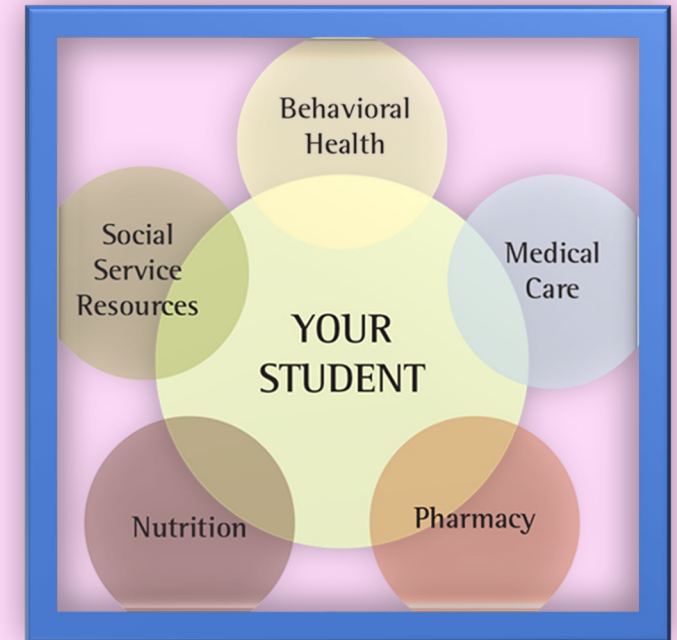 Behavioral
Health
Social
Service
Resources
Medical
Care
YOUR
STUDENT
Nutrition
Pharmacy